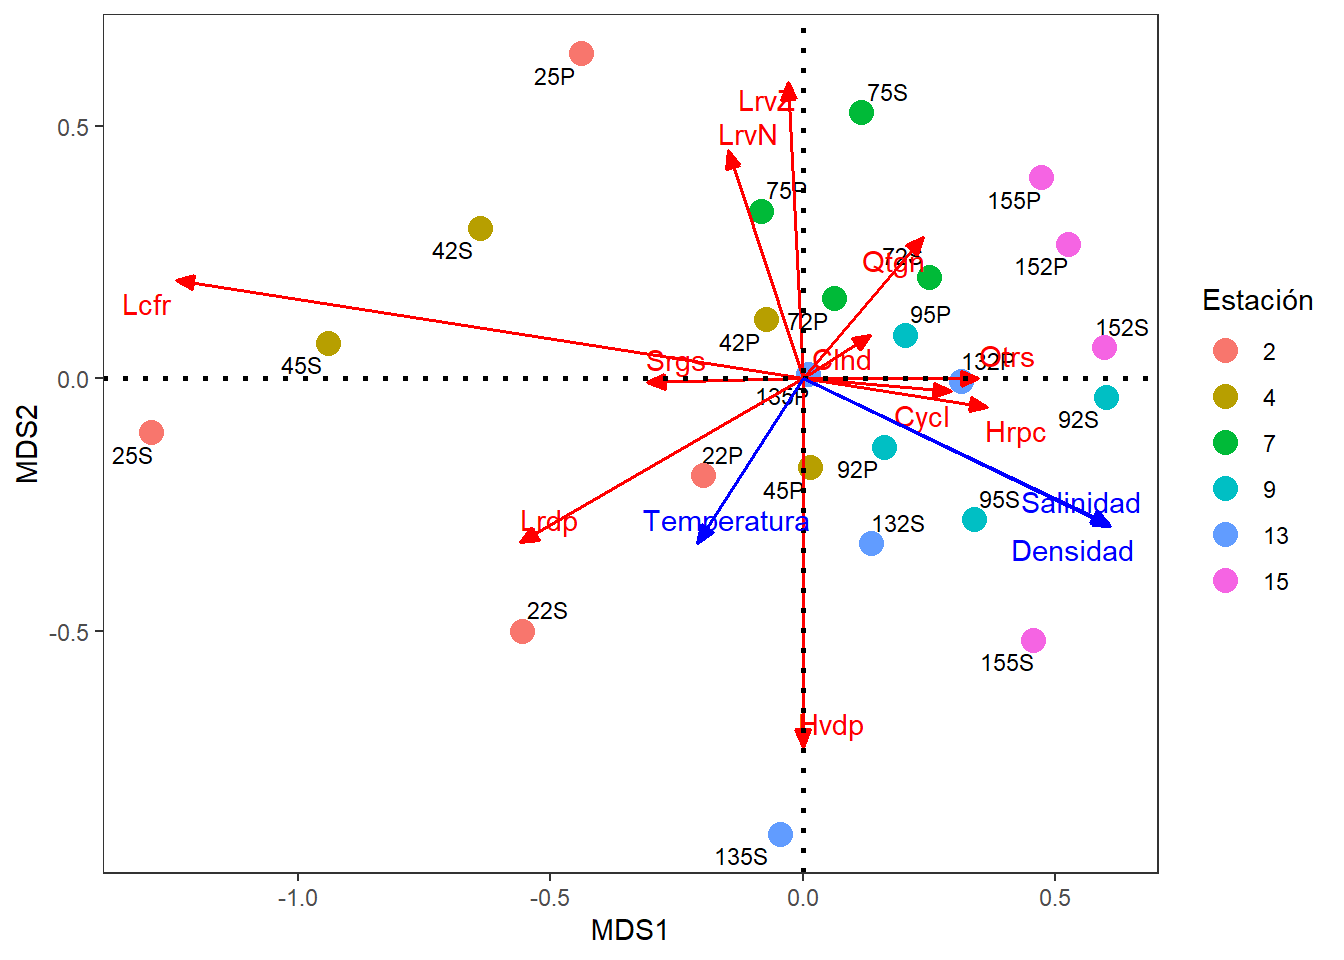 25P
LrvZ
75S
LrvN
0.5
75P
155P
42S
72S
Qtgn
152P
Lcfr
Estación
95P
72P
152S
42P
2
Srgs
Clnd
132P
Otrs
45S
0.0
4
135P
Cycl
92S
Hrpc
7
25S
22P
92P
MDS2
45P
9
95S
Salinidad
Lrdp
Temperatura
132S
13
Densidad
15
22S
-0.5
155S
Hvdp
135S
-1.0
-0.5
0.0
0.5
MDS1